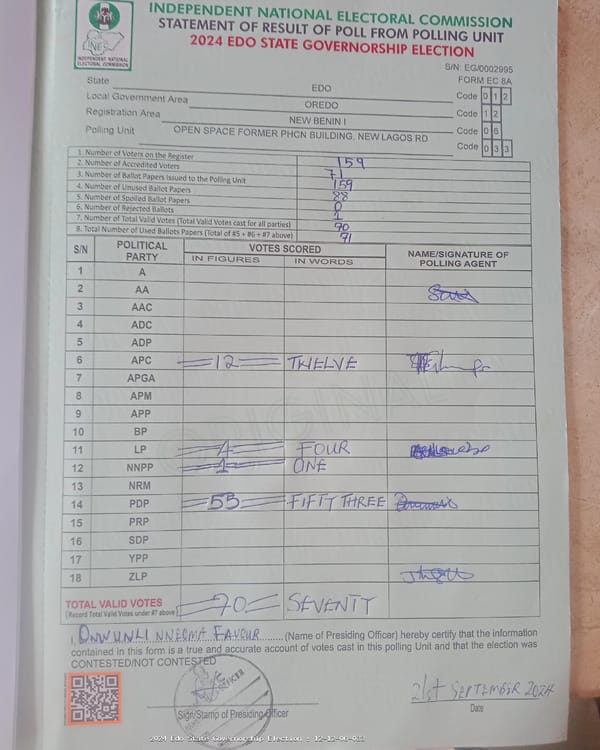 INDEPENDENT NATIONAL ELECTORAL COMMISSION
STATEMENT OF RESULT OF POLL FROM POLLING UNIT
2024 EDO STATE GOVERNORSHIP ELECTION
INEC
INDEPENDENT NATIONAL
ELECTORAL COMMISSION
S/N: EG/0002995
FORM EC 8A
State EDO Code 0 1 2
Local Government Area OREDO Code 1 2
Registration Area NEW BENIN I Code 0 6
Polling Unit OPEN SPACE FORMER PHCN BUILDING, NEW LAGOS RD Code 0 3 3
1. Number of Voters on the Register 159
2. Number of Accredited Voters 71
3. Number of Ballot Papers Issued to the Polling Unit 159
4. Number of Unused Ballot Papers 88
5. Number of Spoiled Ballot Papers 0
6. Number of Rejected Ballots 1
7. Number of Total Valid Votes (Total Valid Votes cast for all parties) 70
8. Total Number of Used Ballots Papers (Total of #5 + #6 + #7 above) 71
S/N POLITICAL PARTY VOTES SCORED NAME/SIGNATURE OF POLLING AGENT
IN FIGURES IN WORDS
1 A
2 AA
3 AAC
4 ADC
5 ADP
6 APC 12 TWELVE
7 APGA
8 APM
9 APP
10 BP
11 LP 4 FOUR
12 NNPP 1 ONE
13 NRM
14 PDP 53 FIFTY THREE
15 PRP
16 SDP
17 YPP
18 ZLP
TOTAL VALID VOTES 70 SEVENTY
(Record Total Valid Votes under #7 above)
I, ONWUNLI NNEOMA FAVOUR (Name of Presiding Officer) hereby certify that the information
contained in this form is a true and accurate account of votes cast in this polling Unit and that the election was
CONTESTED/NOT CONTESTED
21st SEPTEMBER 2024
Sign/Stamp of Presiding Officer Date
2024 Edo State Governorship Election : 12-12-06-033